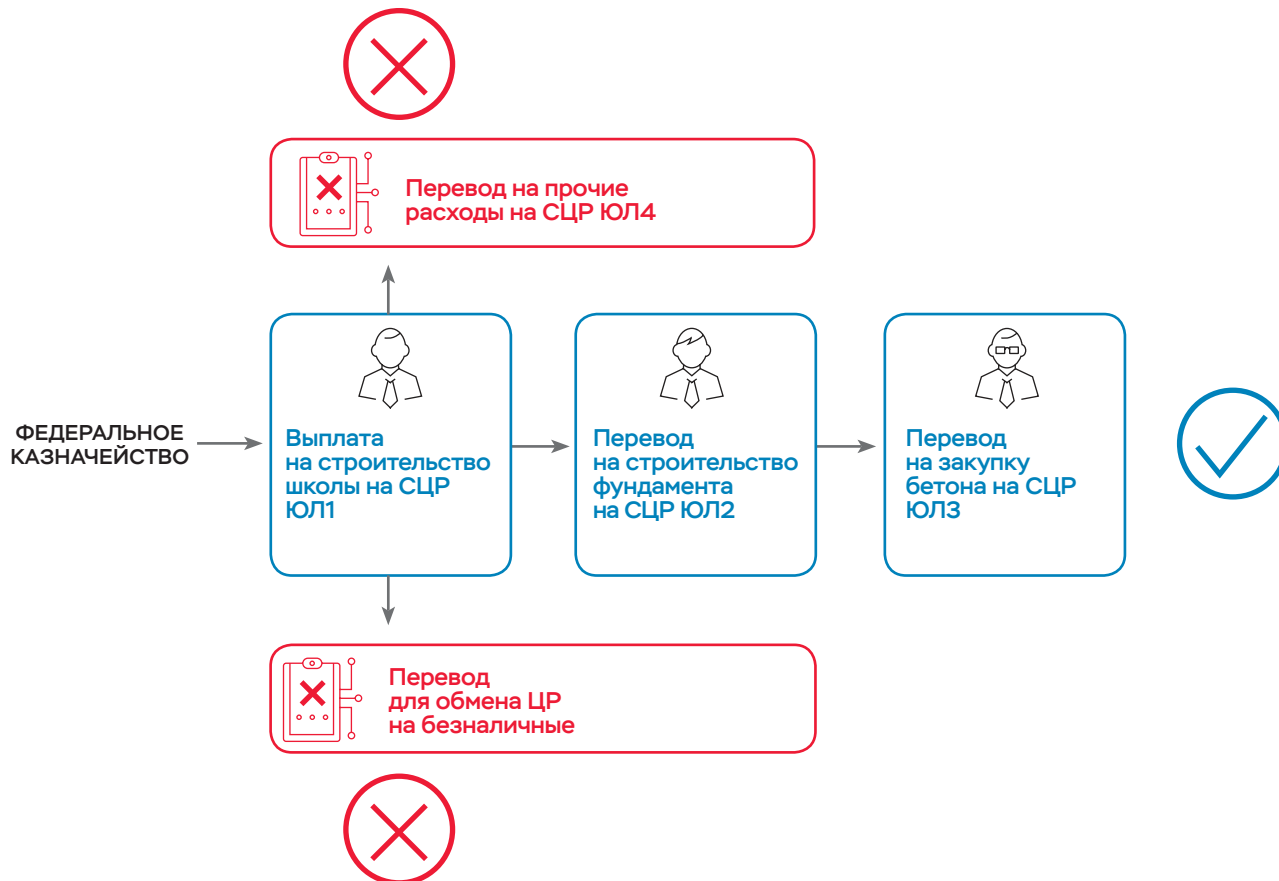 Перевод на прочие
расходы на СЦР ЮЛ4
ФЕДЕРАЛЬНОЕ
КАЗНАЧЕЙСТВО
Выплата
на строительство
школы на СЦР
ЮЛ1
Перевод
на строительство
фундамента
на СЦР ЮЛ2
Перевод
на закупку
бетона на СЦР
ЮЛ3
Перевод
для обмена ЦР
на безналичные